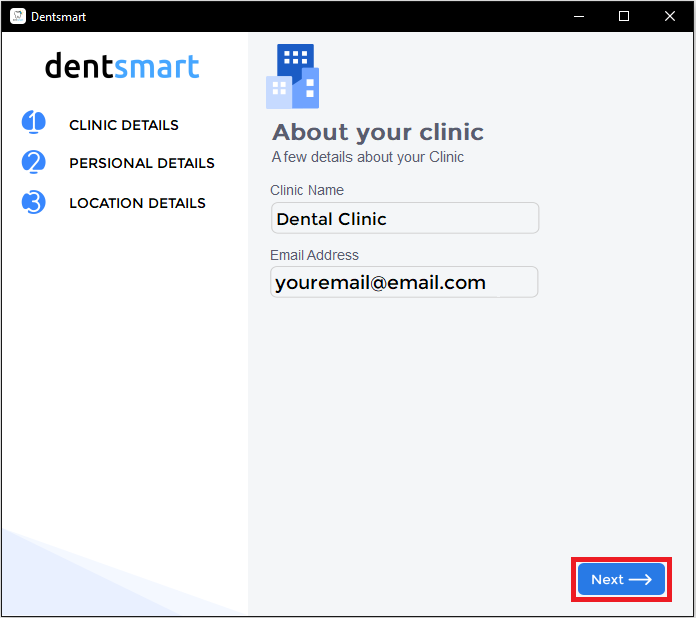 Dentsmart
dentsmart
1 CLINIC DETAILS
2 PERSIONAL DETAILS
3 LOCATION DETAILS
About your clinic
A few details about your Clinic
Clinic Name
Dental Clinic
Email Address
youremail@email.com
Next